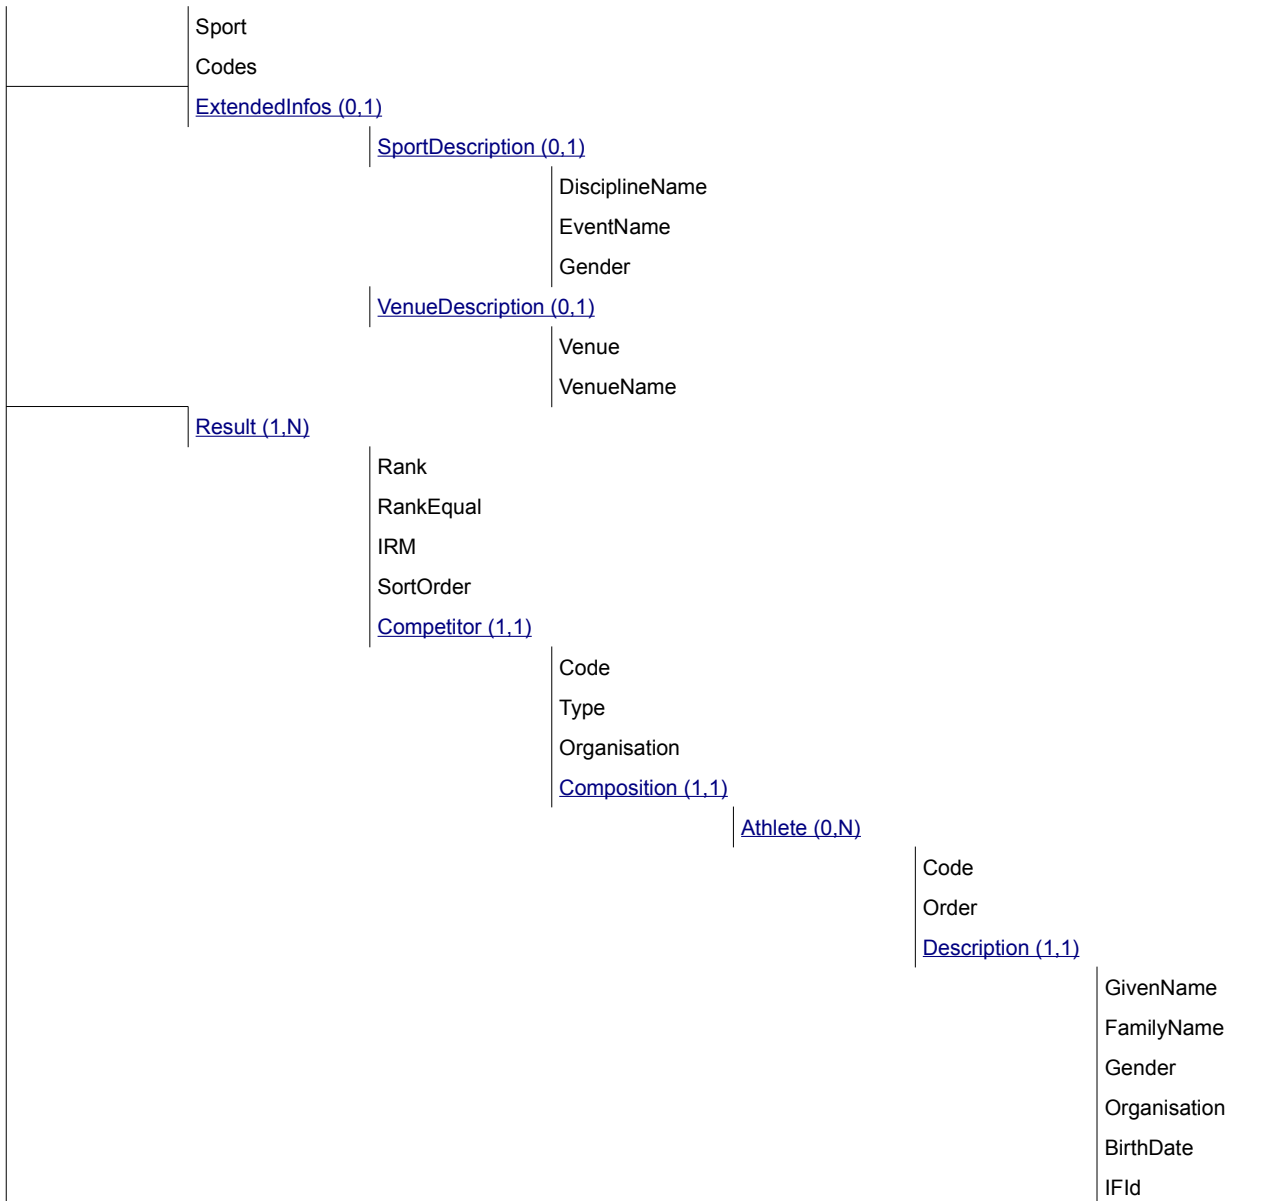 Sport
Codes
ExtendedInfos (0,1)
SportDescription (0,1)
DisciplineName
EventName
Gender
VenueDescription (0,1)
Venue
VenueName
Result (1,N)
Rank
RankEqual
IRM
SortOrder
Competitor (1,1)
Code
Type
Organisation
Composition (1,1)
Athlete (0,N)
Code
Order
Description (1,1)
GivenName
FamilyName
Gender
Organisation
BirthDate
IFId